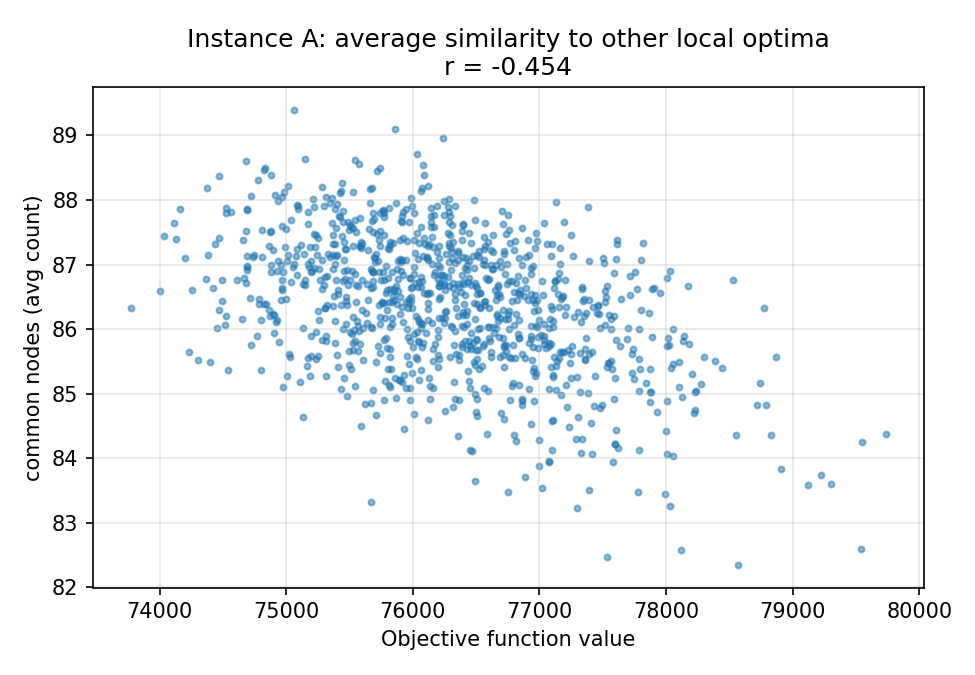 Instance A: average similarity to other local optima
r = -0.454
common nodes (avg count)
89
88
87
86
85
84
83
82
74000 75000 76000 77000 78000 79000 80000
Objective function value